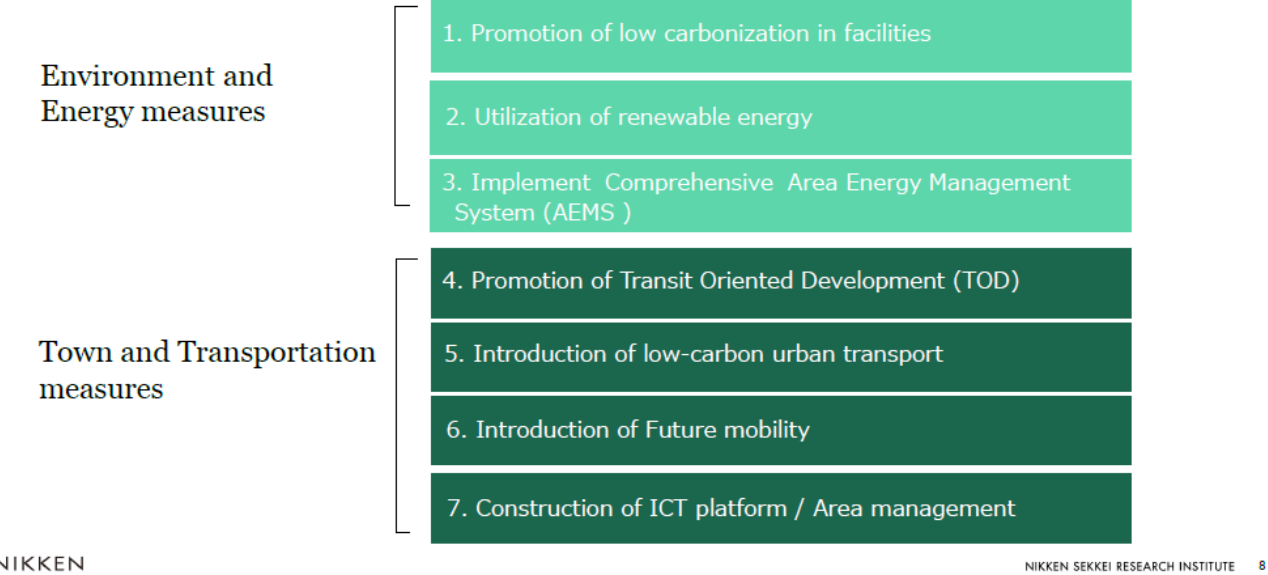 Environment and
Energy measures
1. Promotion of low carbonization in facilities
2. Utilization of renewable energy
3. Implement Comprehensive Area Energy Management
System (AEMS )
Town and Transportation
measures
4. Promotion of Transit Oriented Development (TOD)
5. Introduction of low-carbon urban transport
6. Introduction of Future mobility
7. Construction of ICT platform / Area management
NIKKEN
NIKKEN SEKKEI RESEARCH INSTITUTE 8